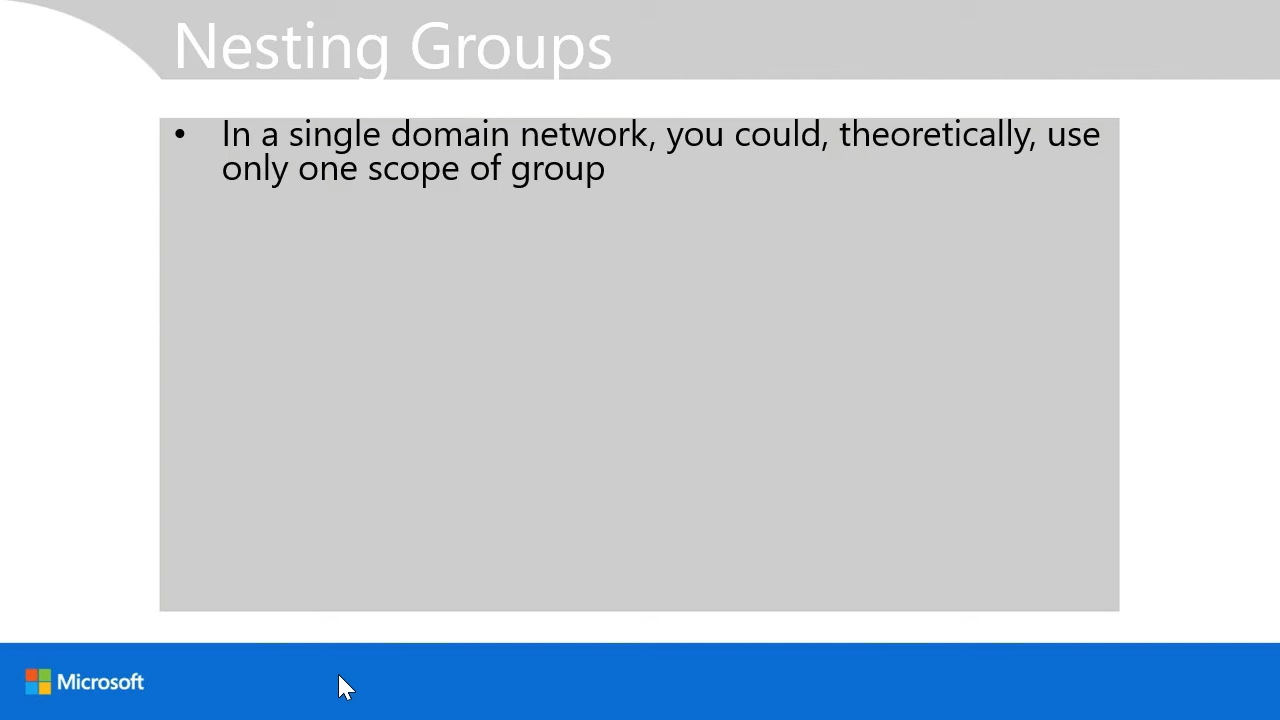 Nesting Groups
• In a single domain network, you could, theoretically, use
only one scope of group
Microsoft